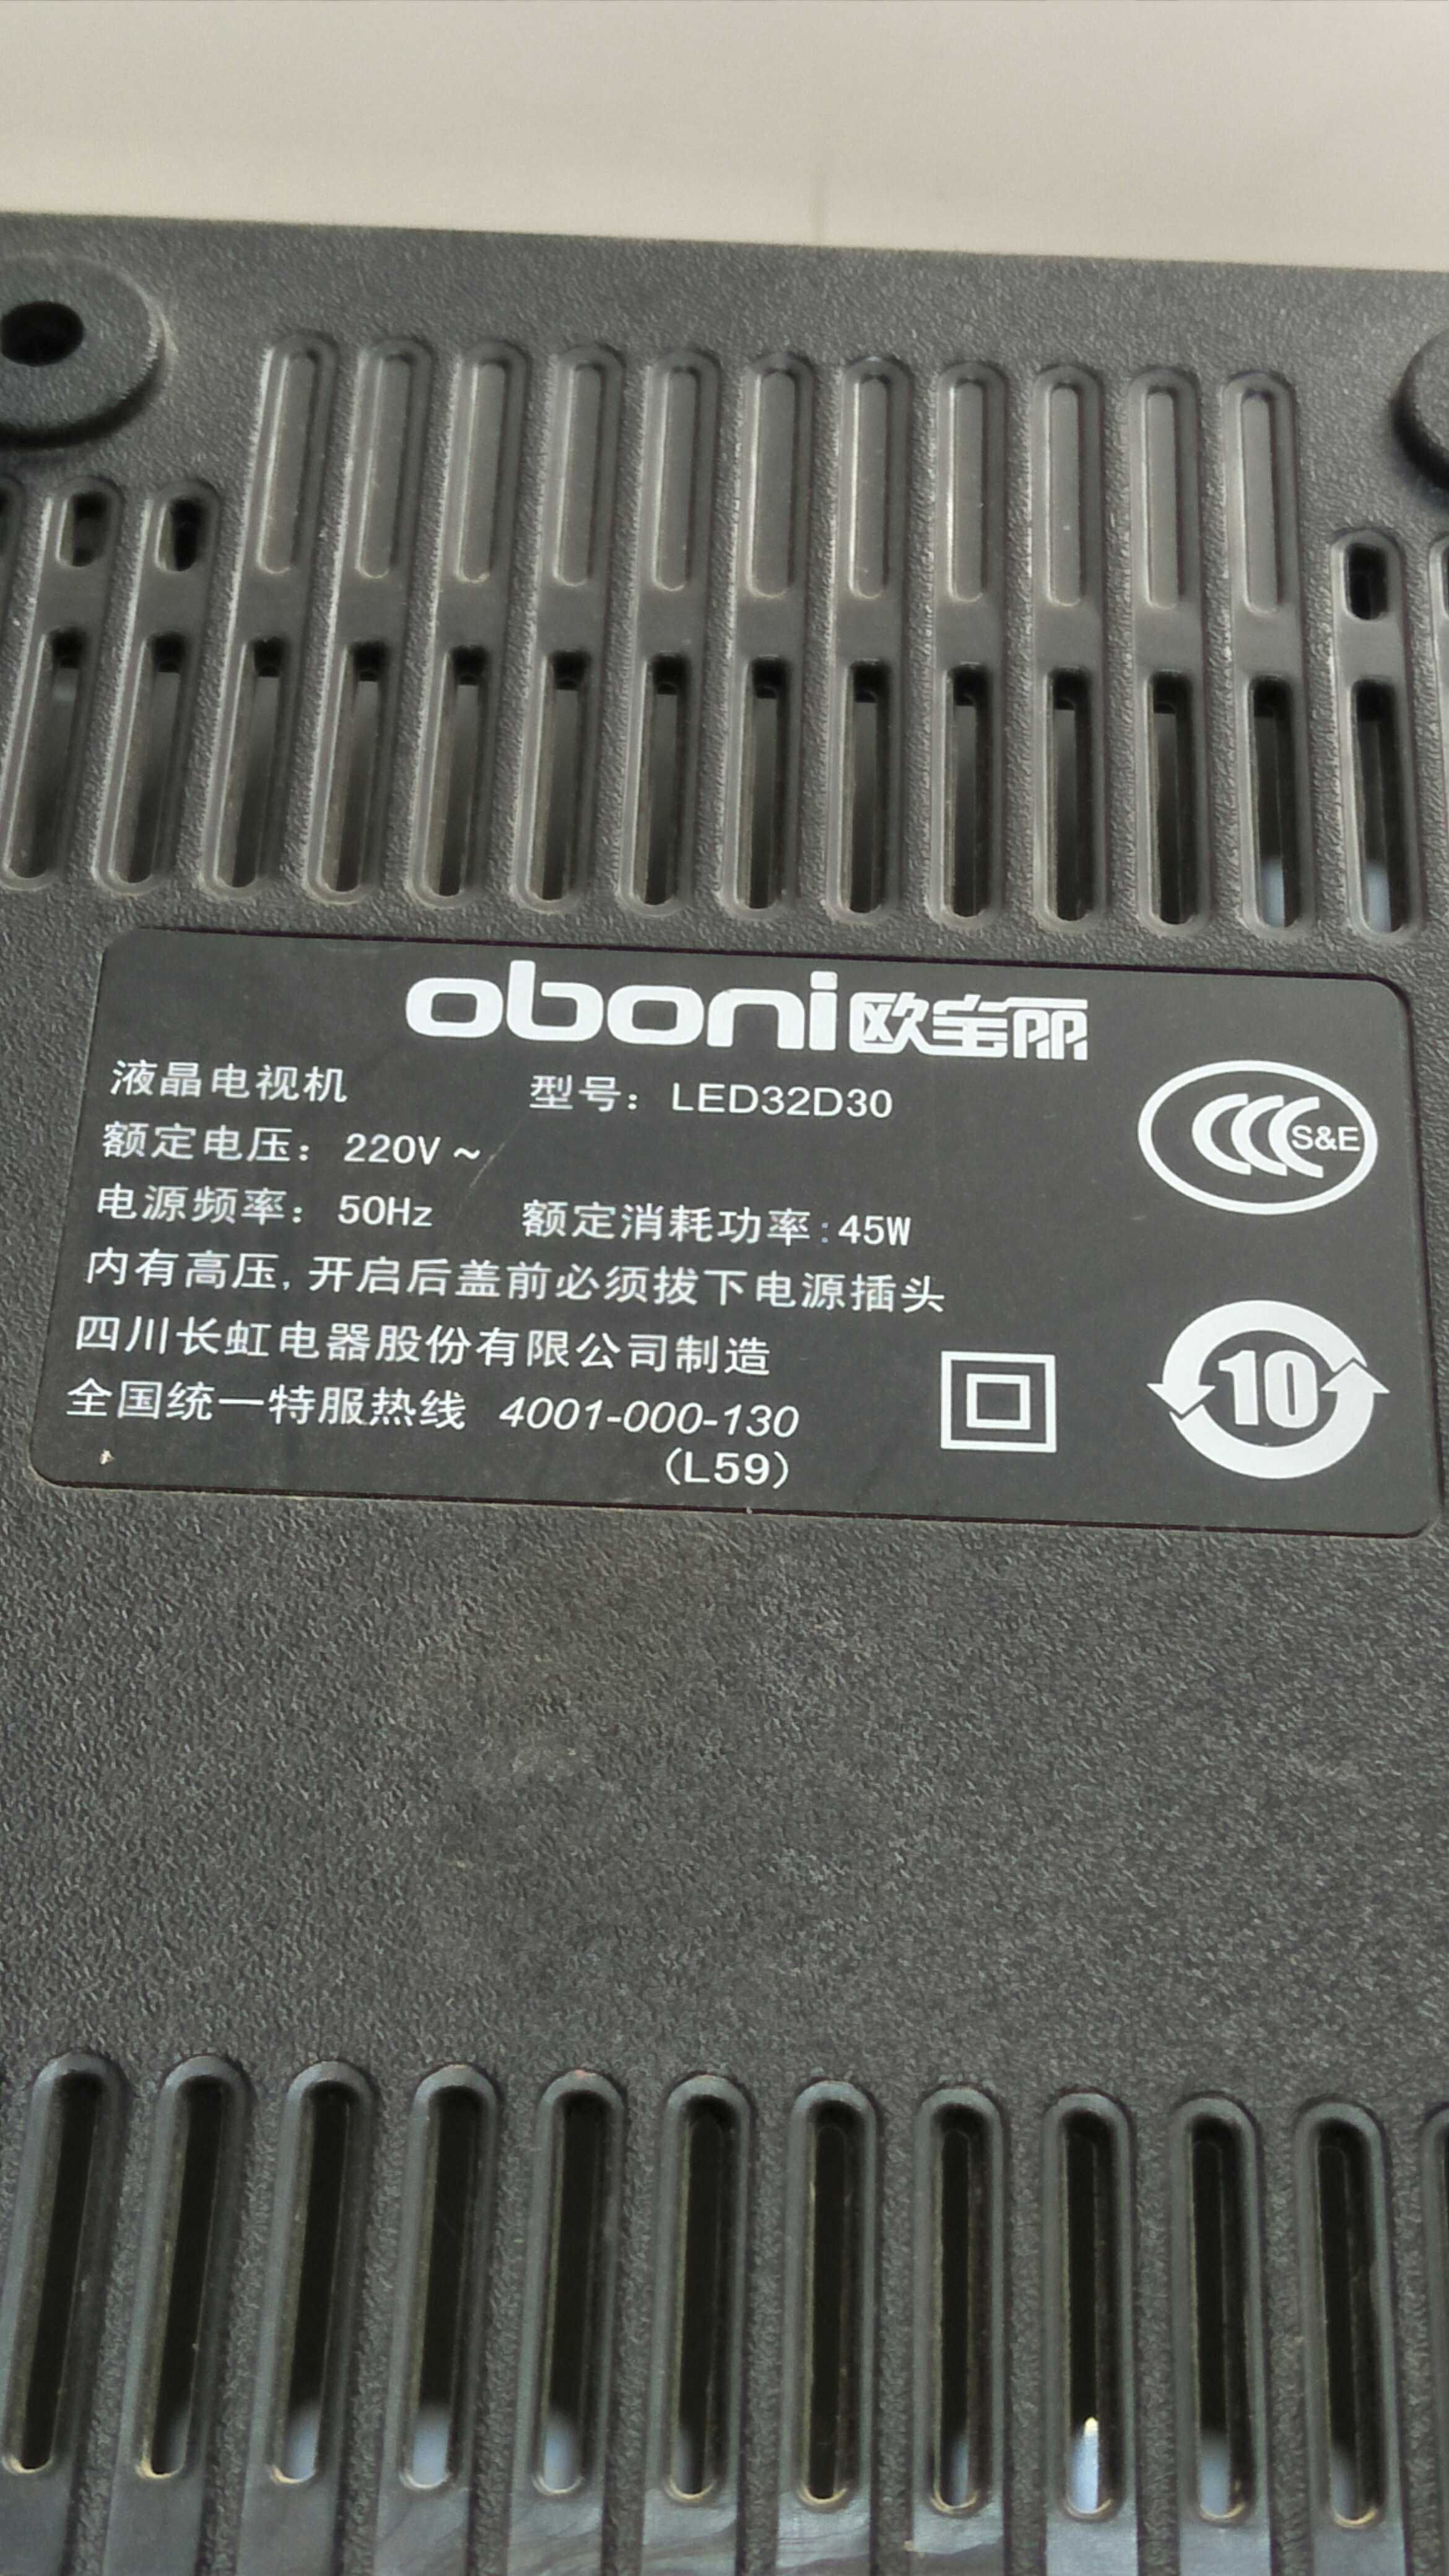 oboni欧宝丽
液晶电视机 型号：LED32D30
额定电压：220V～
电源频率：50Hz 额定消耗功率:45W
内有高压,开启后盖前必须拔下电源插头
四川长虹电器股份有限公司制造
全国统一特服热线 4001-000-130
(L59)
S&E
10